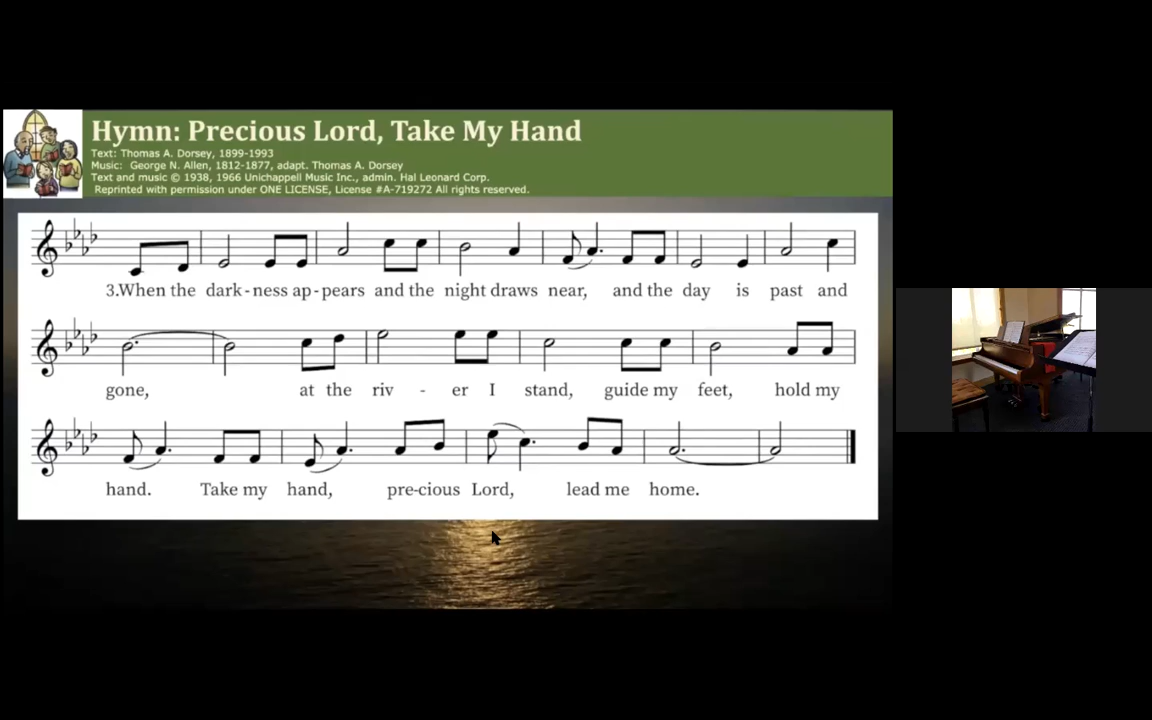 Hymn: Precious Lord, Take My Hand
Text: Thomas A. Dorsey, 1899-1993
Music: George N. Allen, 1812-1877, adapt. Thomas A. Dorsey
Text and music © 1938, 1966 Unichappell Music Inc., admin. Hal Leonard Corp.
Reprinted with permission under ONE LICENSE, License #A-719272 All rights reserved.
3.When the dark-ness ap-pears and the night draws near, and the day is past and
gone, at the riv - er I stand, guide my feet, hold my
hand. Take my hand, pre-cious Lord, lead me home.